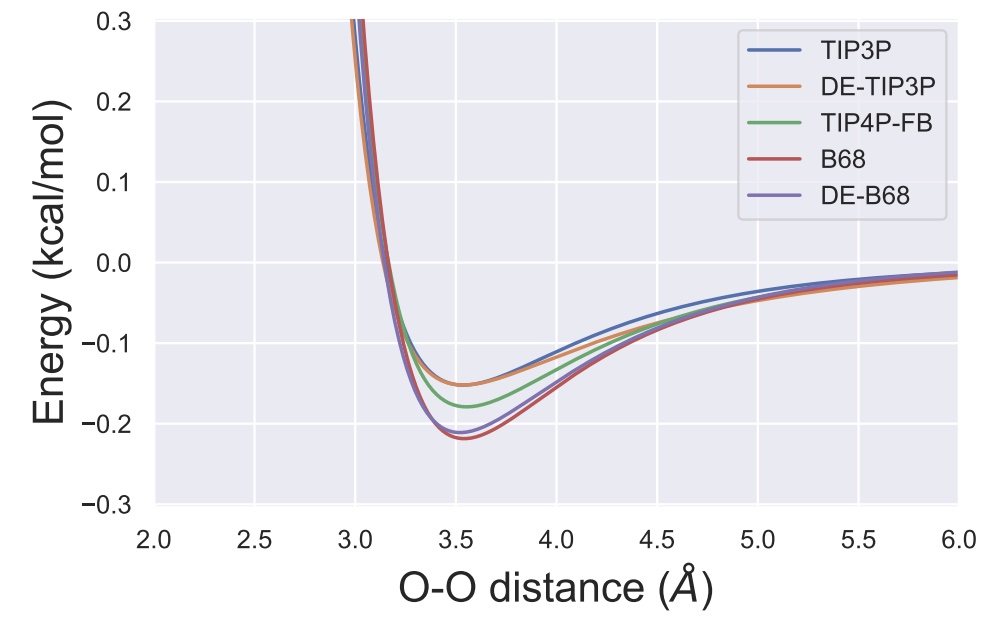 0.3
0.2
0.1
0.0
−0.1
−0.2
−0.3
Energy (kcal/mol)
TIP3P
DE-TIP3P
TIP4P-FB
B68
DE-B68
2.0 2.5 3.0 3.5 4.0 4.5 5.0 5.5 6.0
O-O distance (Å)